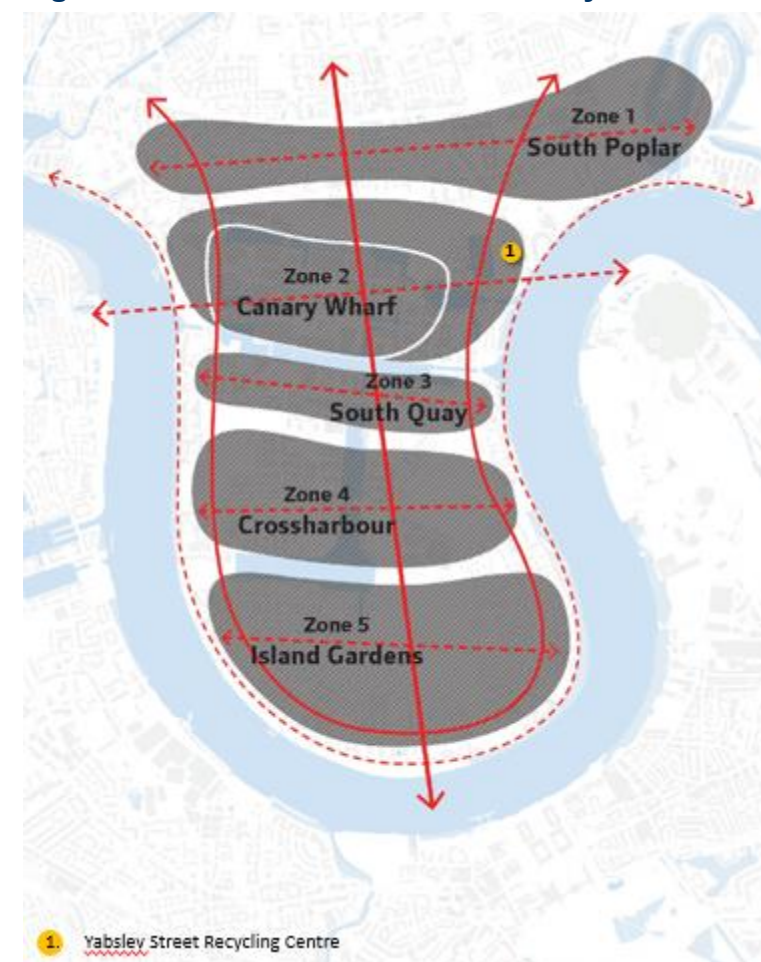 Zone 1
South Poplar
1
Zone 2
Canary Wharf
Zone 3
South Quay
Zone 4
Crossharbour
Zone 5
Island Gardens
1. Yabsley Street Recycling Centre